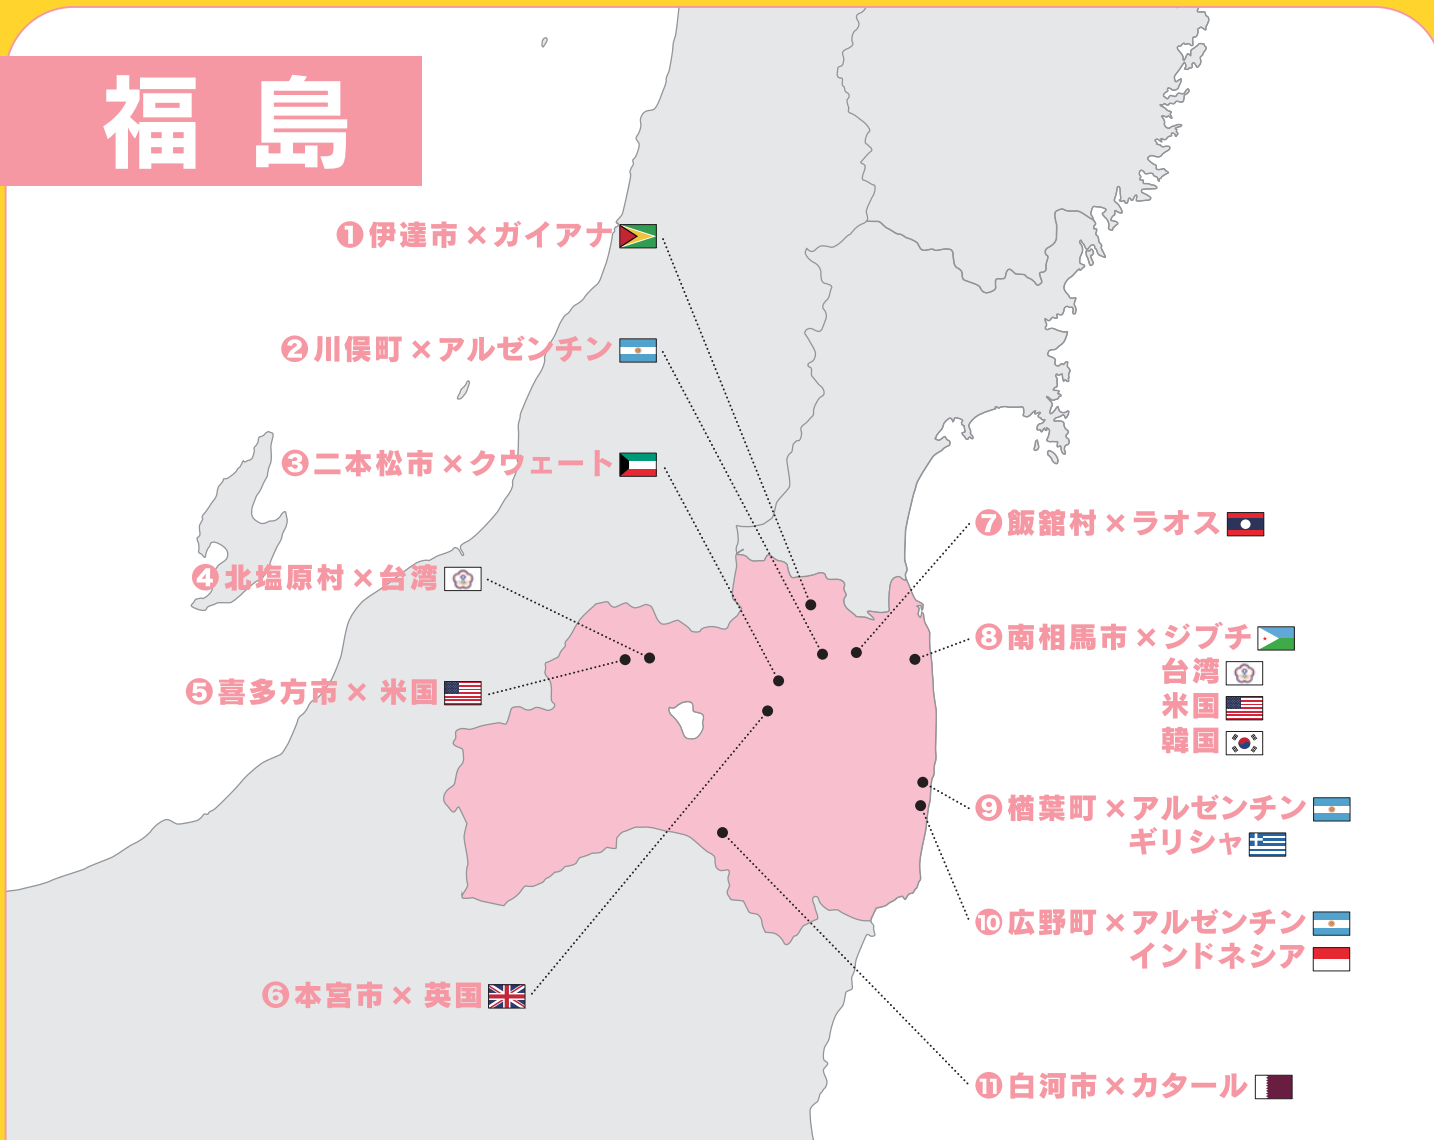 福島
❶伊達市×ガイアナ
❷川俣町×アルゼンチン
❸二本松市×クウェート
❹北塩原村×台湾
❺喜多方市×米国
❻本宮市×英国
❼飯舘村×ラオス
❽南相馬市×ジブチ
台湾
米国
韓国
❾楢葉町×アルゼンチン
ギリシャ
❿広野町×アルゼンチン
インドネシア
⓫白河市×カタール